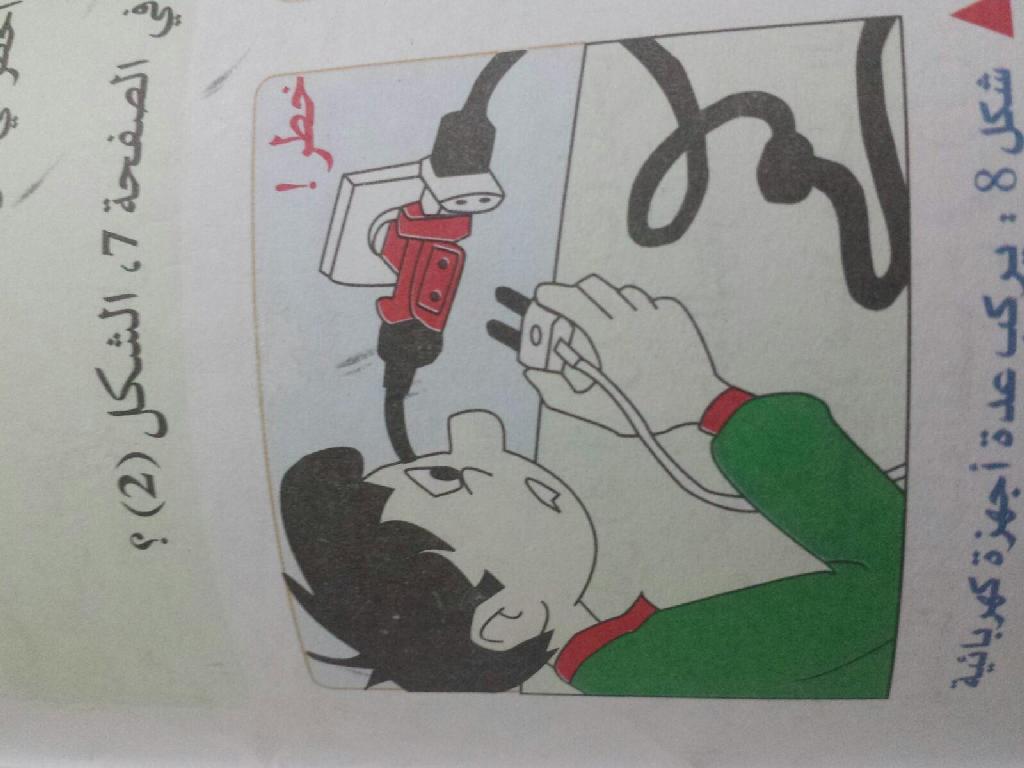 في الصفحة 7، الشكل (2) ؟
خطر !
شكل 8 : يركب عدة أجهزة كهربائية